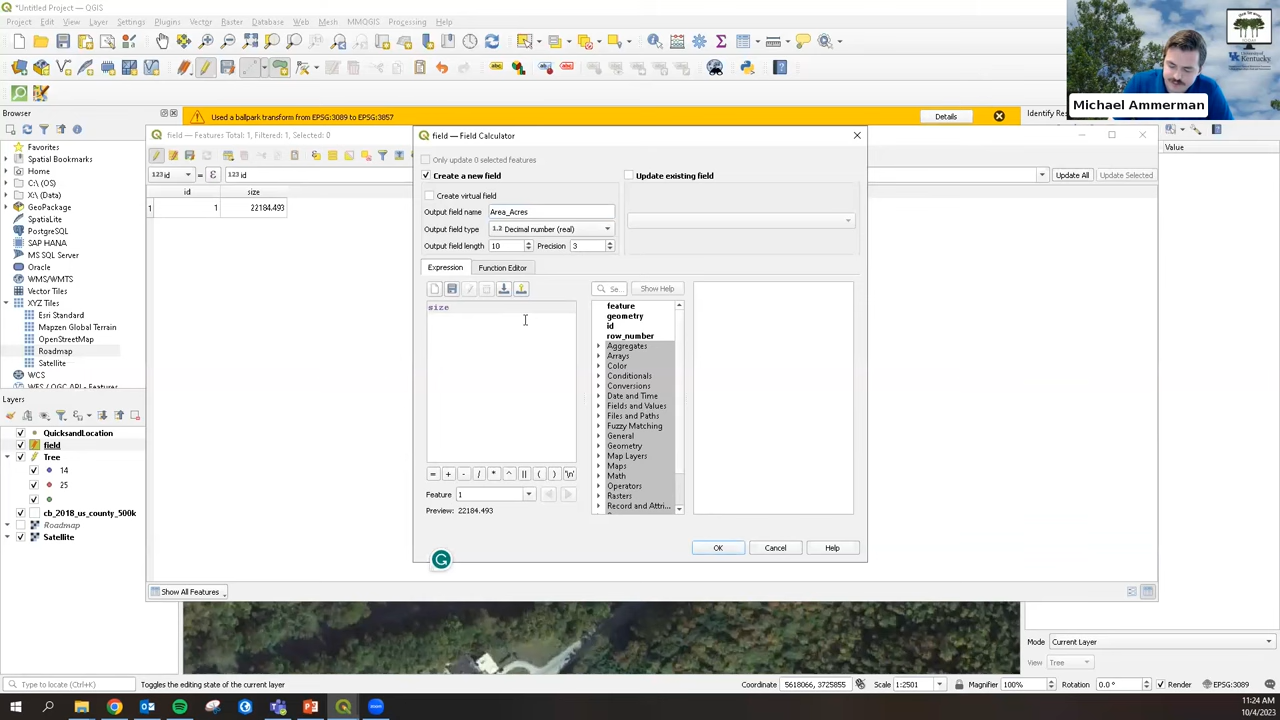 *Untitled Project — QGIS
Project Edit View Layer Settings Plugins Vector Raster Database Web Mesh MMQGIS Processing Help
Michael Ammerman
Browser
Used a ballpark transform from EPSG:3089 to EPSG:3857
Details
Identify Res
Favorites
Spatial Bookmarks
Home
C:\ (OS)
X:\ (Data)
GeoPackage
SpatiaLite
PostgreSQL
SAP HANA
MS SQL Server
Oracle
WMS/WMTS
Vector Tiles
XYZ Tiles
Esri Standard
Mapzen Global Terrain
OpenStreetMap
Roadmap
Satellite
WCS
WFS / OGC API - Features
Layers
QuicksandLocation
field
Tree
14
25
cb_2018_us_county_500k
Roadmap
Satellite
field — Features Total: 1, Filtered: 1, Selected: 0
123 id
= ε
123 id
Update All
Update Selected
Value
id size
1 1 22184.493
Show All Features
field — Field Calculator
Only update 0 selected features
Create a new field
Update existing field
Create virtual field
Output field name Area_Acres
Output field type 1.2 Decimal number (real)
Output field length 10 Precision 3
Expression Function Editor
Se...
Show Help
size
feature
geometry
id
row_number
Aggregates
Arrays
Color
Conditionals
Conversions
Date and Time
Fields and Values
Files and Paths
Fuzzy Matching
General
Geometry
Map Layers
Maps
Math
Operators
Rasters
Record and Attri...
= + - / * ^ || ( ) '\n'
Feature 1
Preview: 22184.493
OK
Cancel
Help
Mode Current Layer
View Tree
Type to locate (Ctrl+K)
Toggles the editing state of the current layer
Coordinate 5618066, 3725855
Scale 1:2501
Magnifier 100%
Rotation 0.0 °
Render
EPSG:3089
11:24 AM
10/4/2023